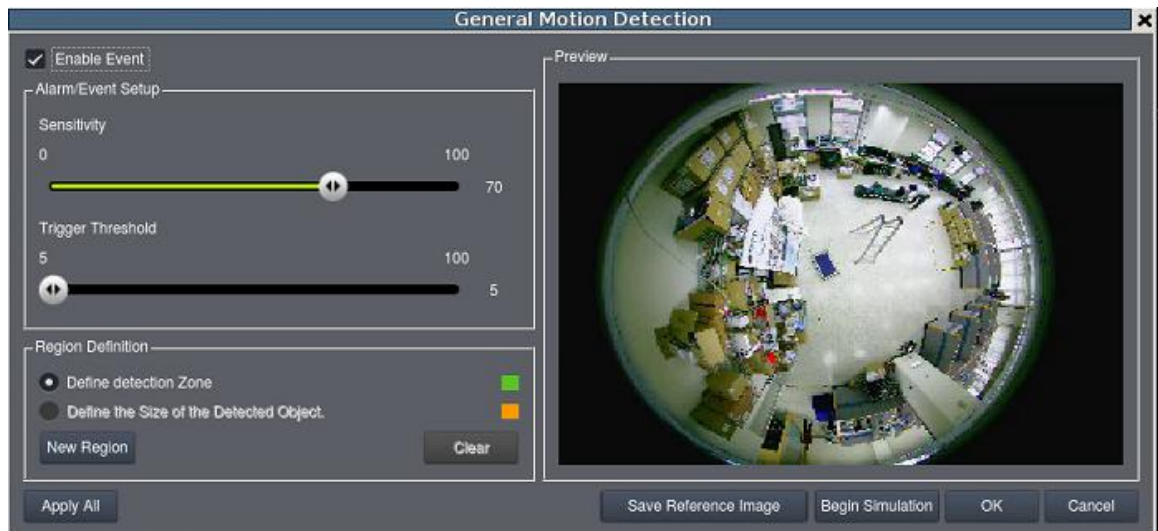 General Motion Detection
Enable Event
Alarm/Event Setup
Sensitivity
0 100
70
Trigger Threshold
5 100
5
Region Definition
Define detection Zone
Define the Size of the Detected Object.
New Region Clear
Preview
Apply All Save Reference Image Begin Simulation OK Cancel